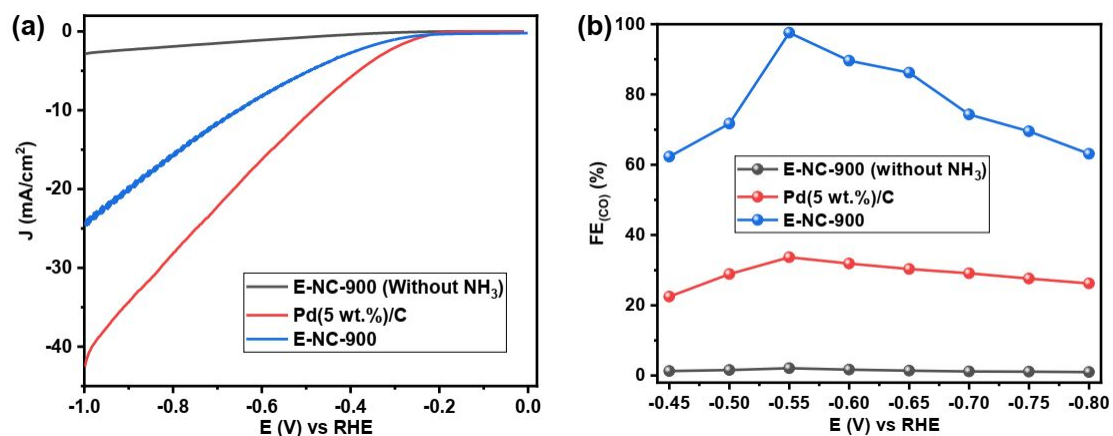 (a)
0
-10
-20
-30
-40
J (mA/cm²)
E-NC-900 (Without NH₃)
Pd(5 wt.%)/C
E-NC-900
-1.0 -0.8 -0.6 -0.4 -0.2 0.0
E (V) vs RHE
(b)
100
80
60
40
20
0
FE(CO) (%)
E-NC-900 (without NH₃)
Pd(5 wt.%)/C
E-NC-900
-0.45 -0.50 -0.55 -0.60 -0.65 -0.70 -0.75 -0.80
E (V) vs RHE